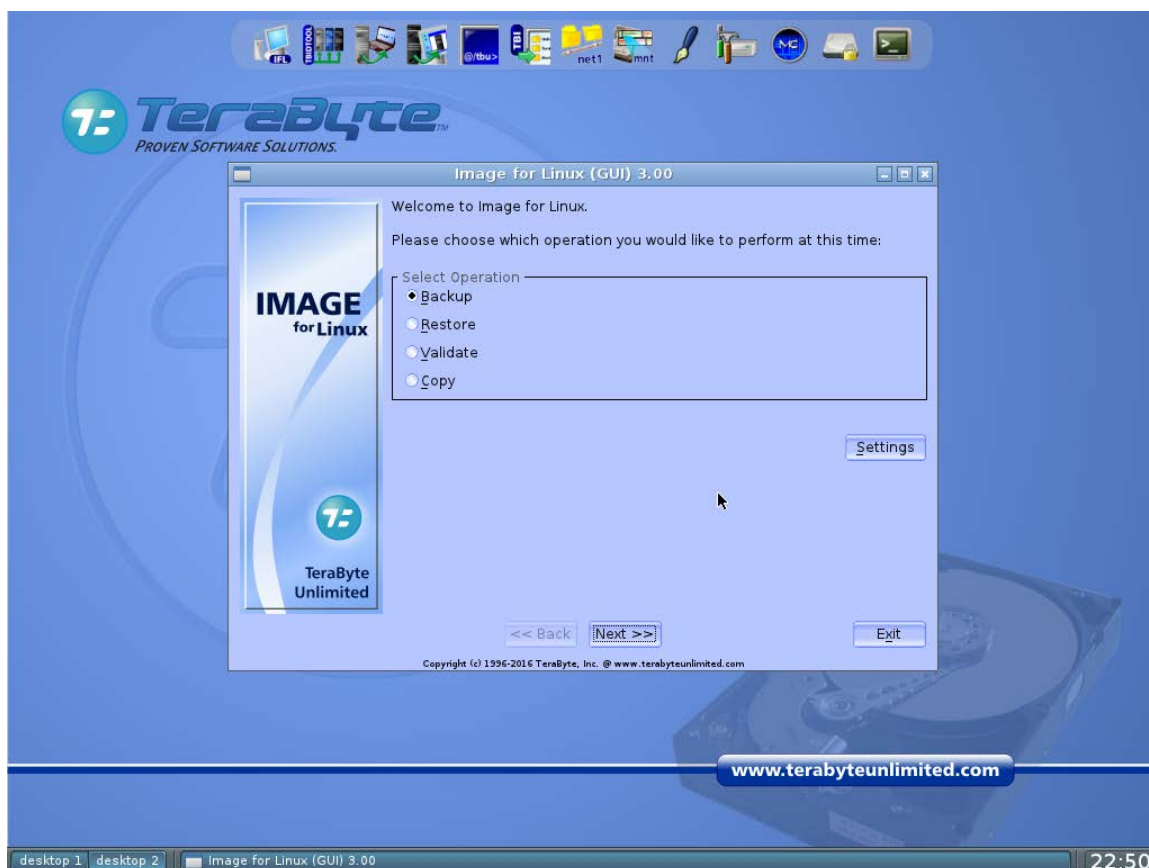 IFL
TBIDTOOL
@/tbu>
TBI
net1
mnt
MC
TeraByte™
PROVEN SOFTWARE SOLUTIONS.
Image for Linux (GUI) 3.00
Welcome to Image for Linux.
Please choose which operation you would like to perform at this time:
Select Operation
Backup
Restore
Validate
Copy
IMAGE
for Linux
Settings
TeraByte
Unlimited
<< Back
Next >>
Exit
Copyright (c) 1996-2016 TeraByte, Inc. @ www.terabyteunlimited.com
www.terabyteunlimited.com
desktop 1
desktop 2
Image for Linux (GUI) 3.00
22:50